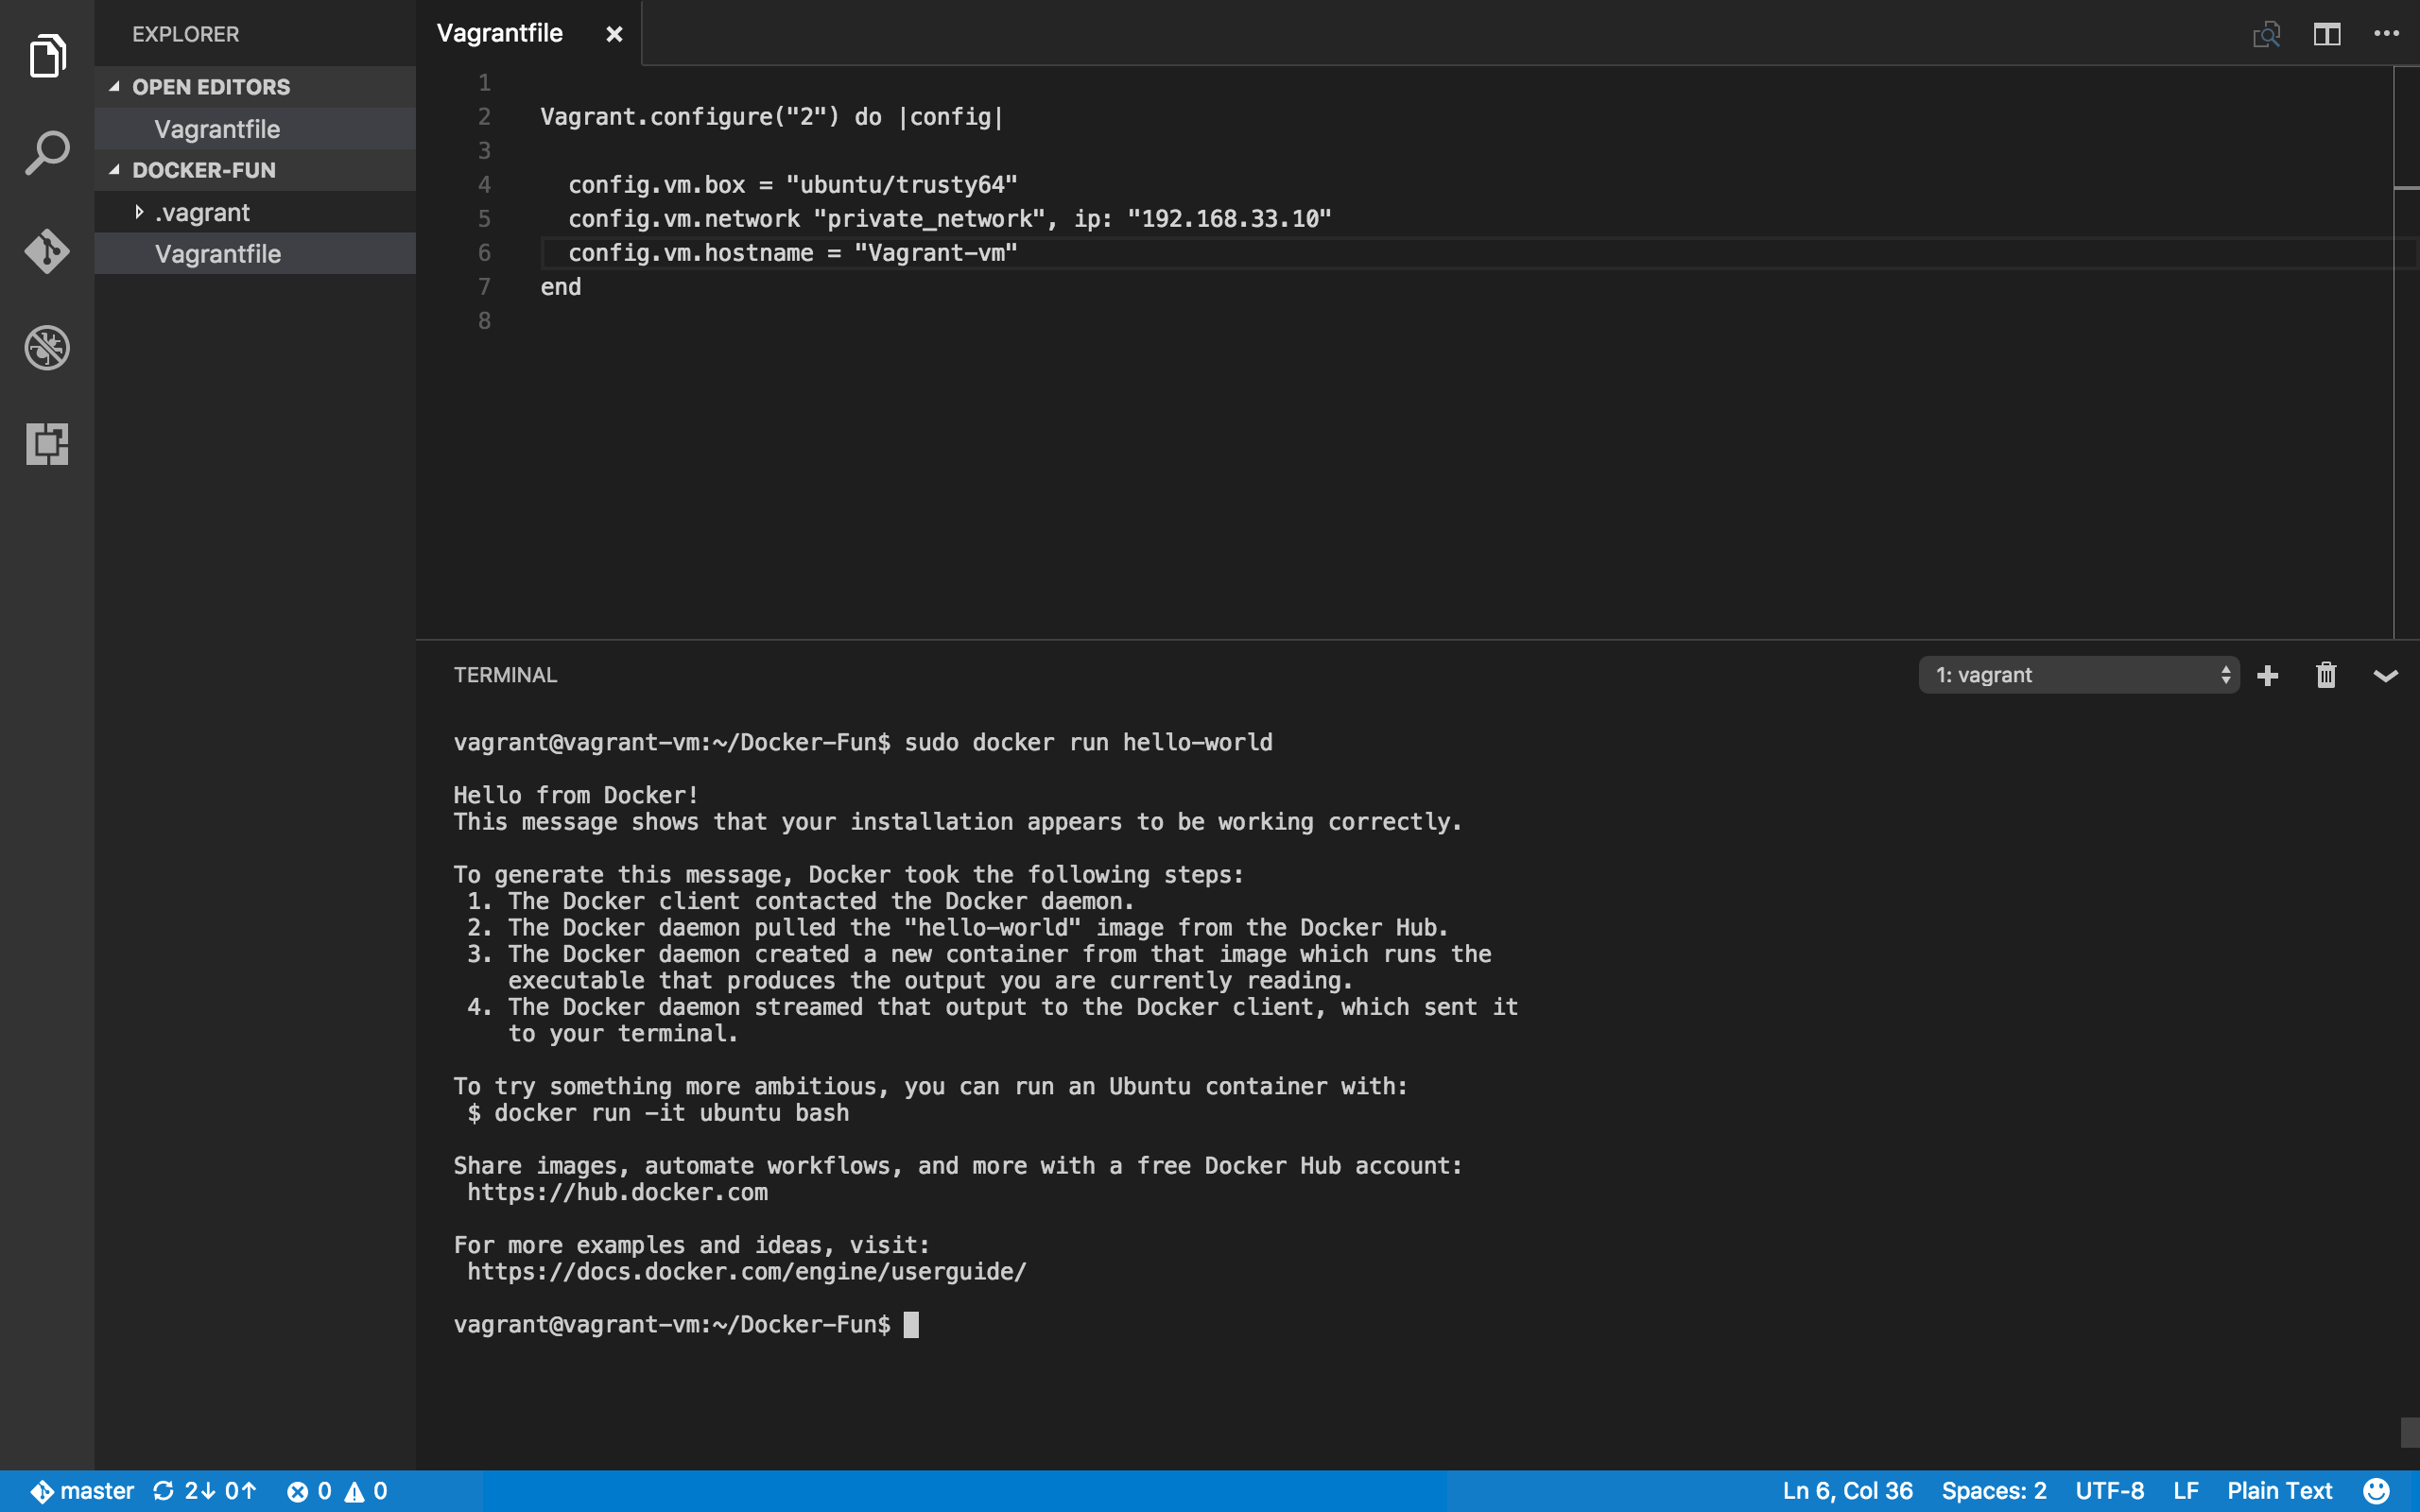 EXPLORER
OPEN EDITORS
Vagrantfile
DOCKER-FUN
.vagrant
Vagrantfile
Vagrantfile
1
2 Vagrant.configure("2") do |config|
3
4 config.vm.box = "ubuntu/trusty64"
5 config.vm.network "private_network", ip: "192.168.33.10"
6 config.vm.hostname = "Vagrant-vm"
7 end
8
TERMINAL
1: vagrant
vagrant@vagrant-vm:~/Docker-Fun$ sudo docker run hello-world
Hello from Docker!
This message shows that your installation appears to be working correctly.
To generate this message, Docker took the following steps:
1. The Docker client contacted the Docker daemon.
2. The Docker daemon pulled the "hello-world" image from the Docker Hub.
3. The Docker daemon created a new container from that image which runs the
executable that produces the output you are currently reading.
4. The Docker daemon streamed that output to the Docker client, which sent it
to your terminal.
To try something more ambitious, you can run an Ubuntu container with:
$ docker run -it ubuntu bash
Share images, automate workflows, and more with a free Docker Hub account:
https://hub.docker.com
For more examples and ideas, visit:
https://docs.docker.com/engine/userguide/
vagrant@vagrant-vm:~/Docker-Fun$
master 2↓ 0↑ 0 0 Ln 6, Col 36 Spaces: 2 UTF-8 LF Plain Text